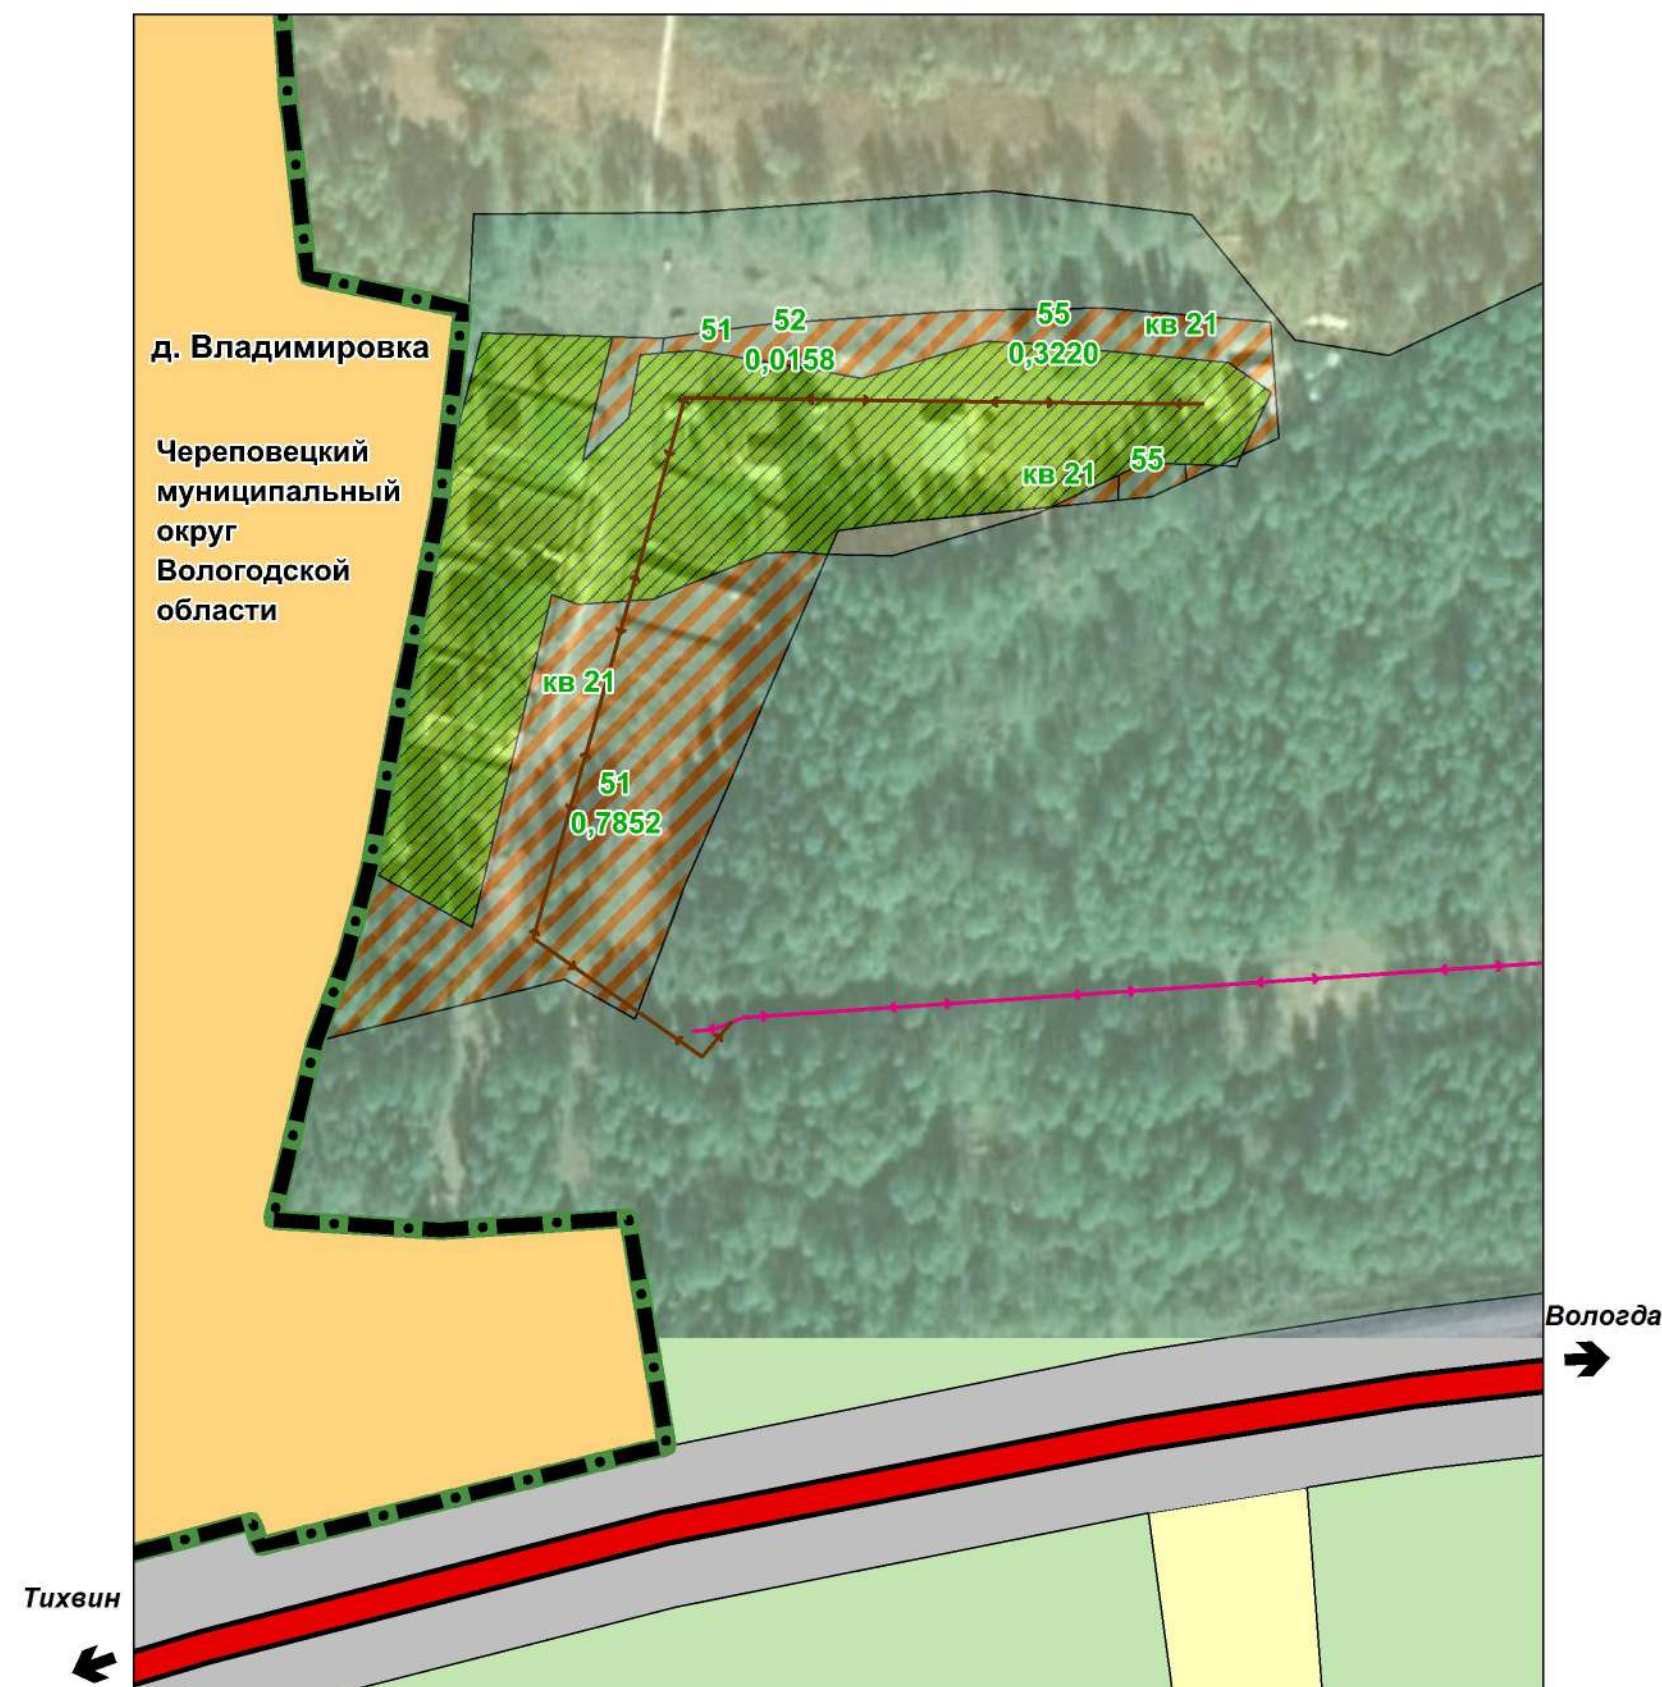 51
52
0,0158
55
0,3220
кв 21
д. Владимировка
Череповецкий
муниципальный
округ
Вологодской
области
кв 21
55
кв 21
51
0,7852
Вологда
Тихвин